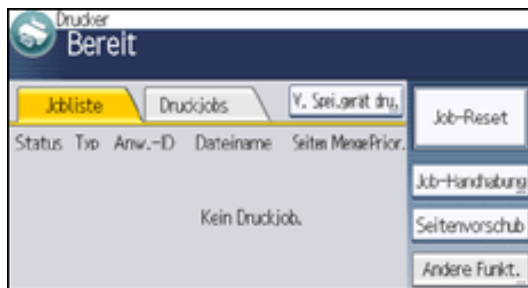 Drucker
Bereit
Jobliste Druckjobs V. Spei.gerät dru.
Job-Reset
Status Typ Anw.-ID Dateiname Seiten Menge Prior.
Job-Handhabung
Kein Druckjob.
Seitenvorschub
Andere Funkt.